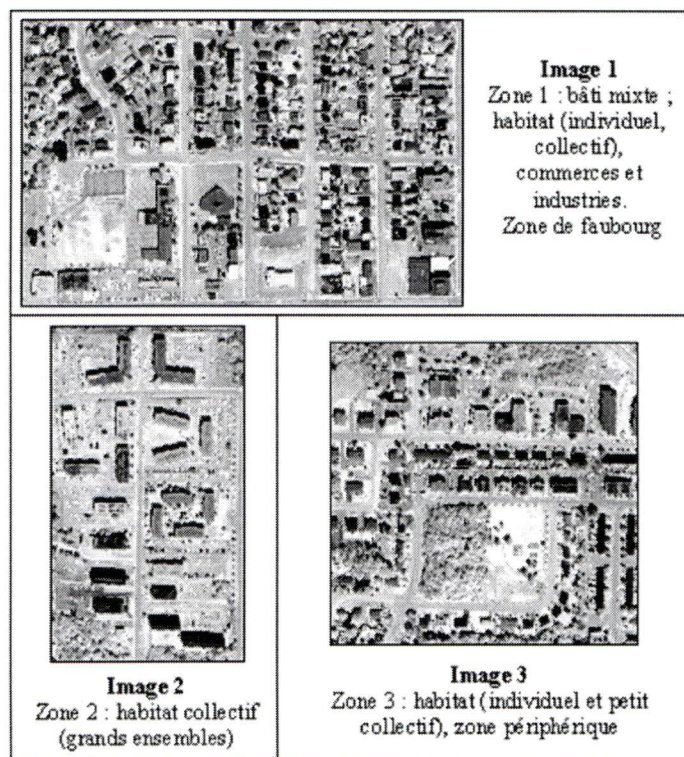 Image 1
Zone 1 : bâti mixte ;
habitat (individuel,
collectif),
commerces et
industries.
Zone de faubourg
Image 2
Zone 2 : habitat collectif
(grands ensembles)
Image 3
Zone 3 : habitat (individuel et petit
collectif), zone périphérique